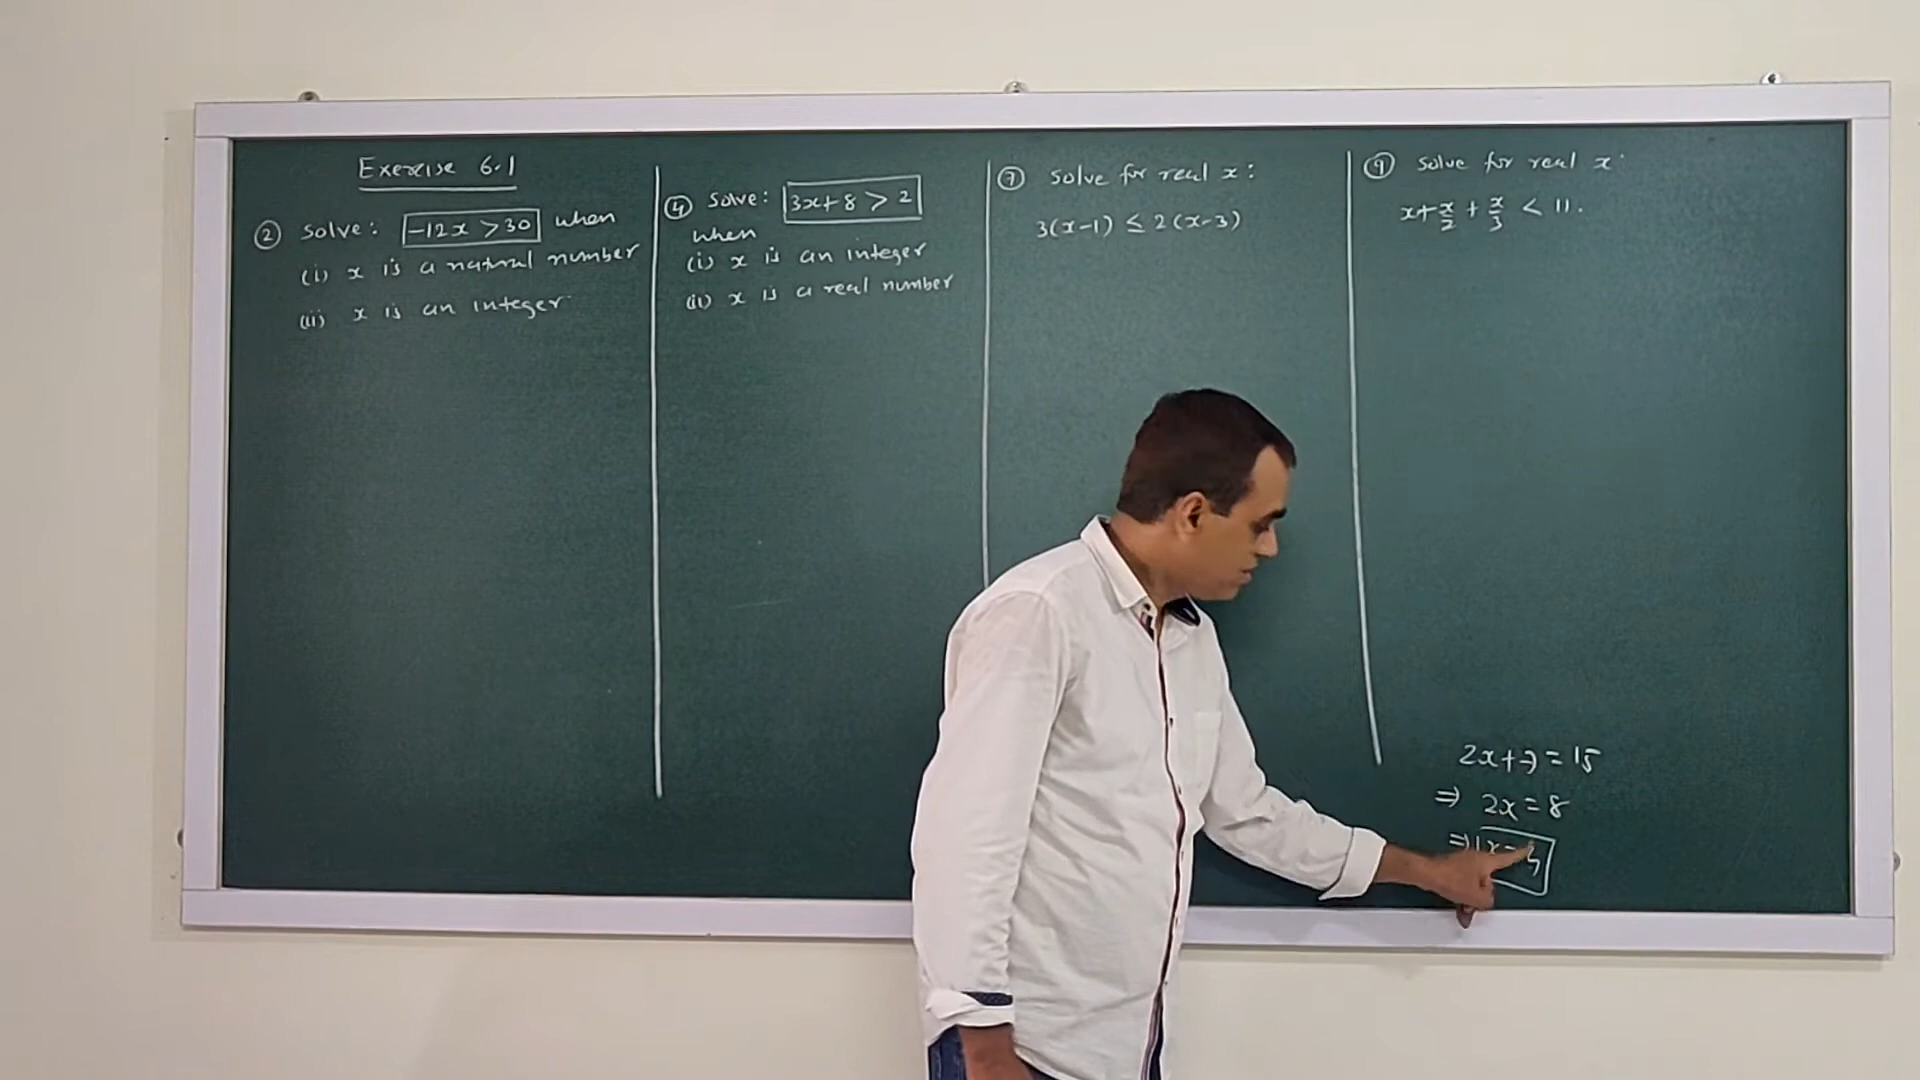 Exercise 6.1
② Solve: -12x > 30 when
(i) x is a natural number
(ii) x is an integer
④ Solve: 3x+8 > 2
when
(i) x is an integer
(ii) x is a real number
⑦ Solve for real x:
3(x-1) ≤ 2(x-3)
⑨ Solve for real x:
x + x/2 + x/3 < 11.
2x+7=15
⇒ 2x=8
⇒ x=4